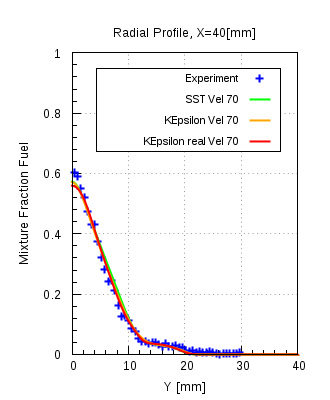 Radial Profile, X=40[mm]
1
Experiment
SST Vel 70
KEpsilon Vel 70
KEpsilon real Vel 70
0.8
0.6
0.4
0.2
0
Mixture Fraction Fuel
0 10 20 30 40
Y [mm]